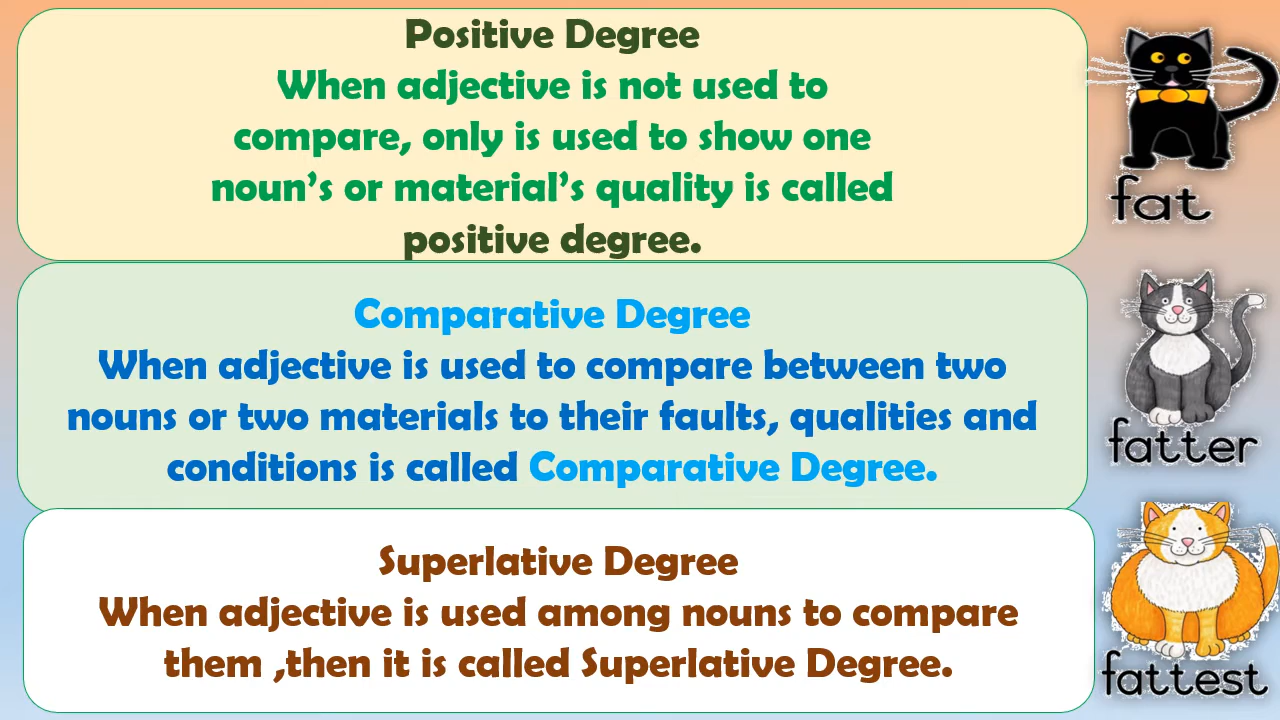 Positive Degree
When adjective is not used to
compare, only is used to show one
noun’s or material’s quality is called
positive degree.
fat
Comparative Degree
When adjective is used to compare between two
nouns or two materials to their faults, qualities and
conditions is called Comparative Degree.
fatter
Superlative Degree
When adjective is used among nouns to compare
them ,then it is called Superlative Degree.
fattest